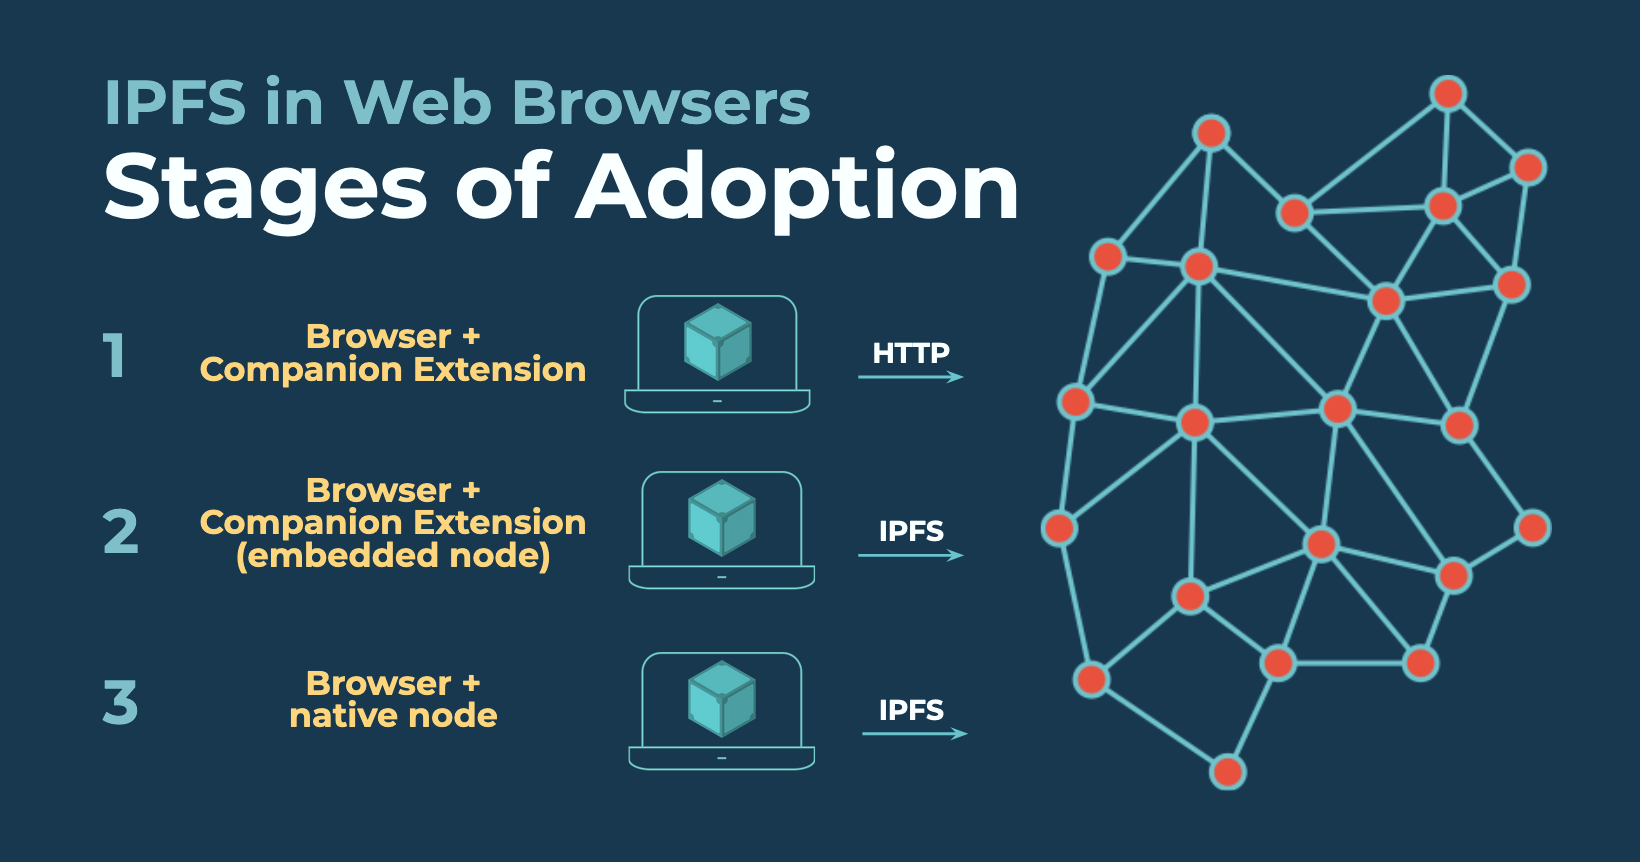 IPFS in Web Browsers
Stages of Adoption
1
Browser +
Companion Extension
HTTP
2
Browser +
Companion Extension
(embedded node)
IPFS
3
Browser +
native node
IPFS